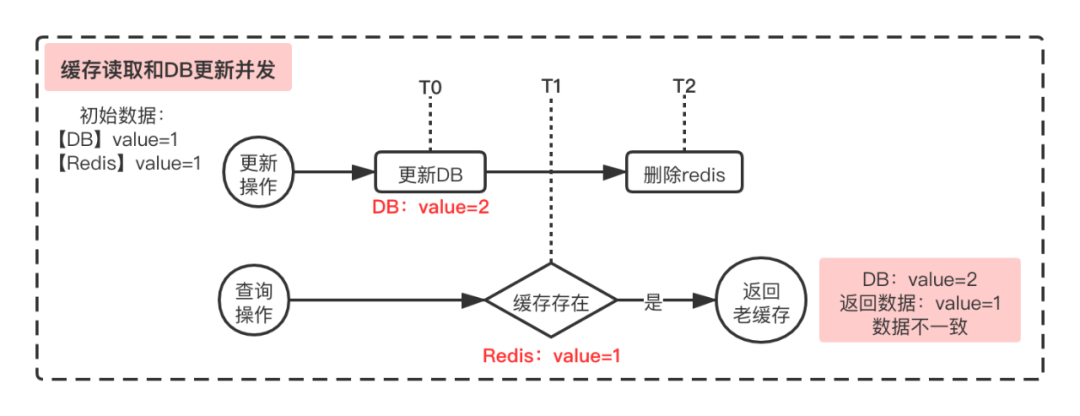 缓存读取和DB更新并发
初始数据：
【DB】value=1
【Redis】value=1
T0
T1
T2
更新
操作
更新DB
删除redis
DB：value=2
查询
操作
缓存存在
是
返回
老缓存
Redis：value=1
DB：value=2
返回数据：value=1
数据不一致